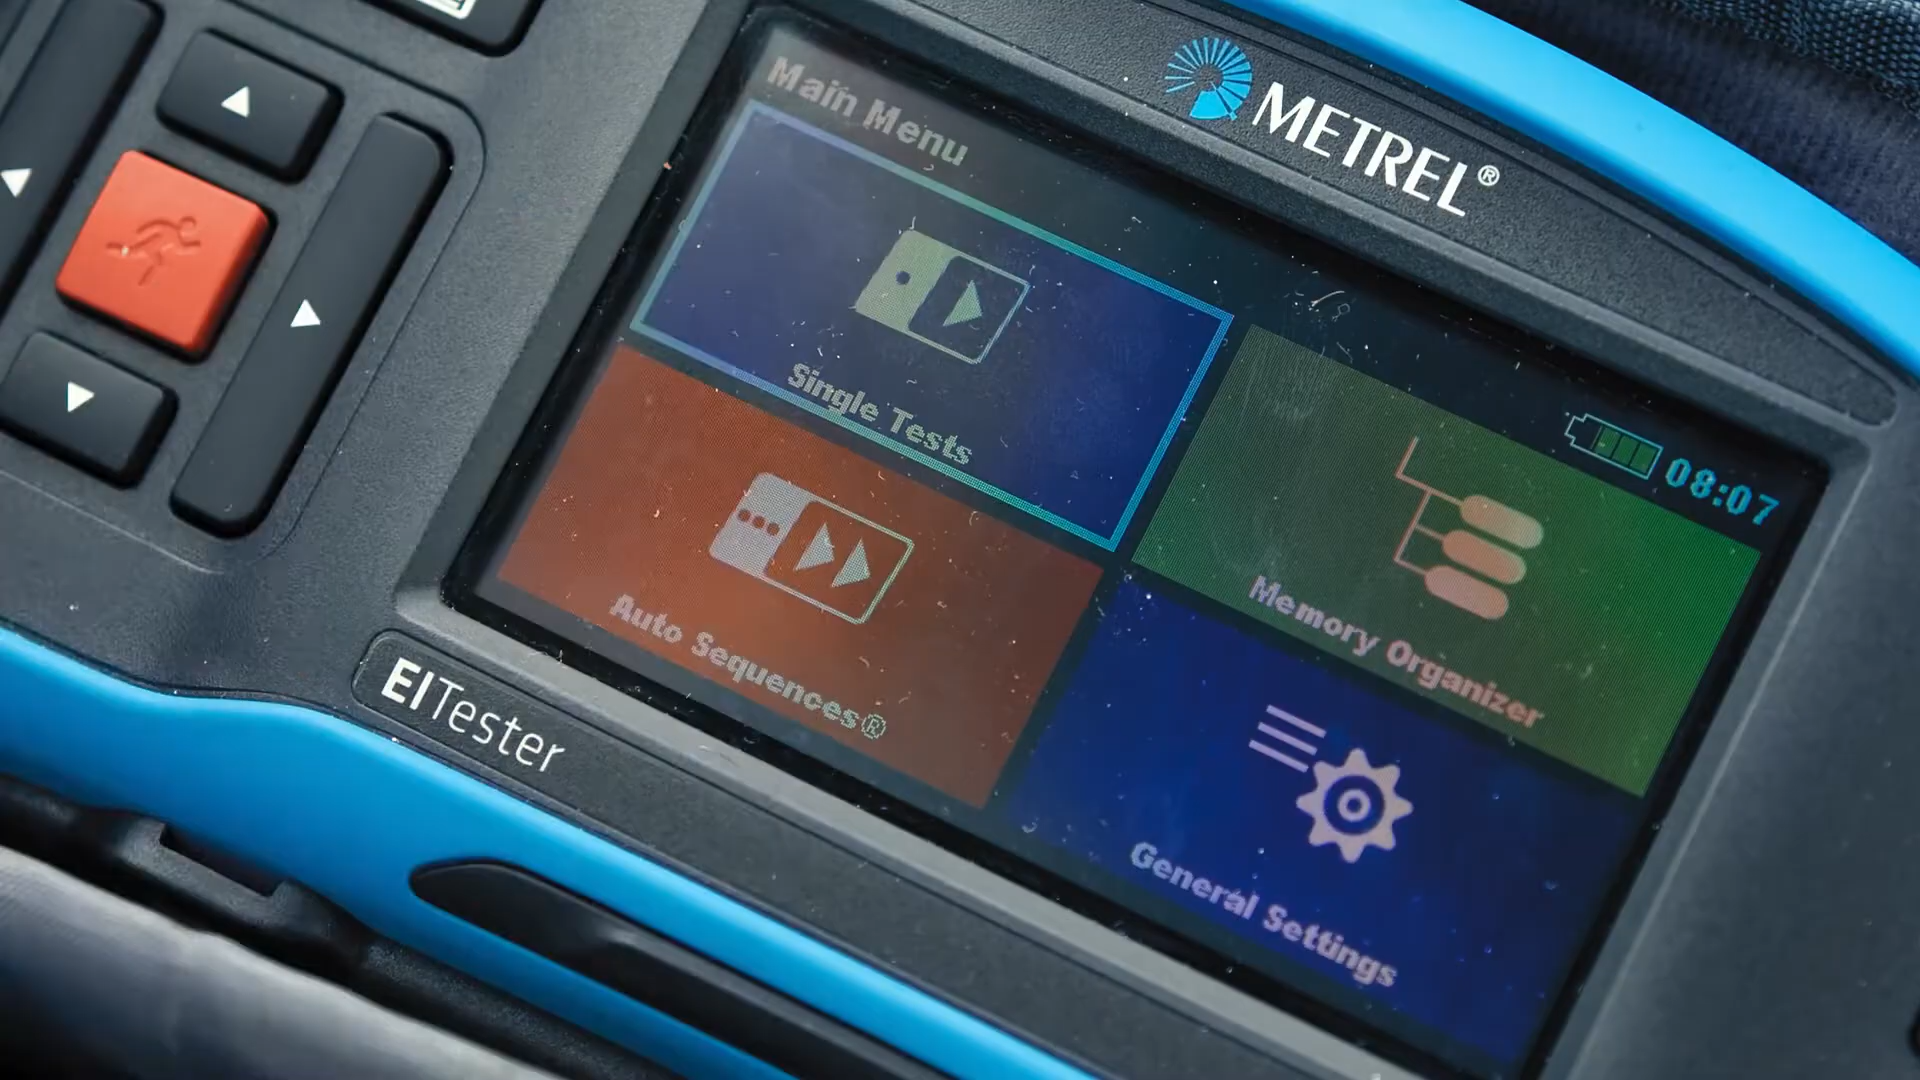 METREL®
Main Menu
08:07
Single Tests
Auto Sequences®
Memory Organizer
General Settings
EITester